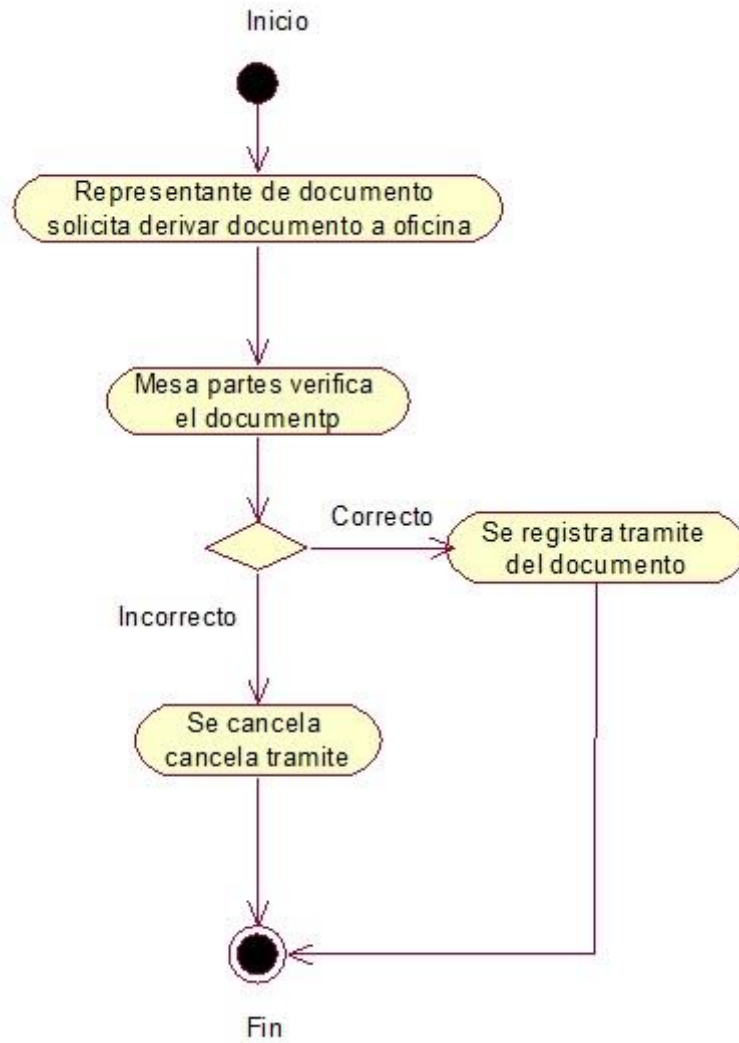 Inicio
Representante de documento
solicita derivar documento a oficina
Mesa partes verifica
el documentp
Correcto
Se registra tramite
del documento
Incorrecto
Se cancela
cancela tramite
Fin